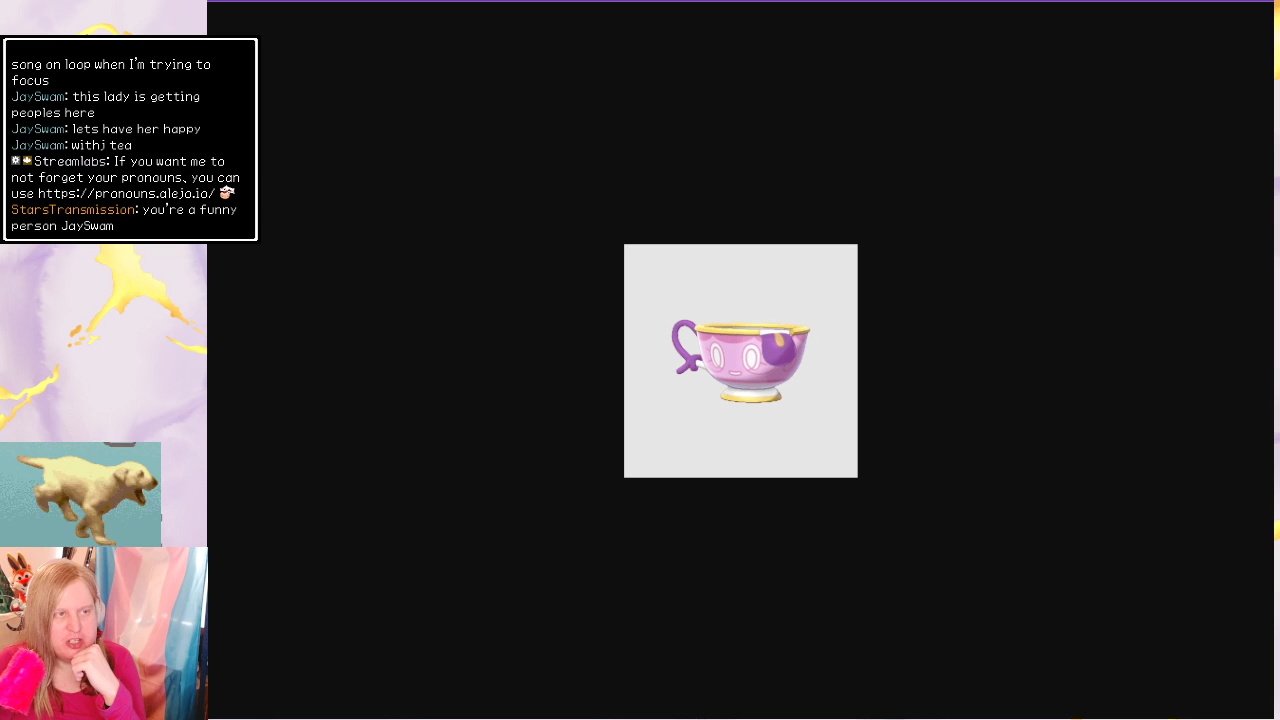 song on loop when I'm trying to
focus
JaySwam: this lady is getting
peoples here
JaySwam: lets have her happy
JaySwam: withj tea
Streamlabs: If you want me to
not forget your pronouns, you can
use https://pronouns.alejo.io/
StarsTransmission: you're a funny
person JaySwam